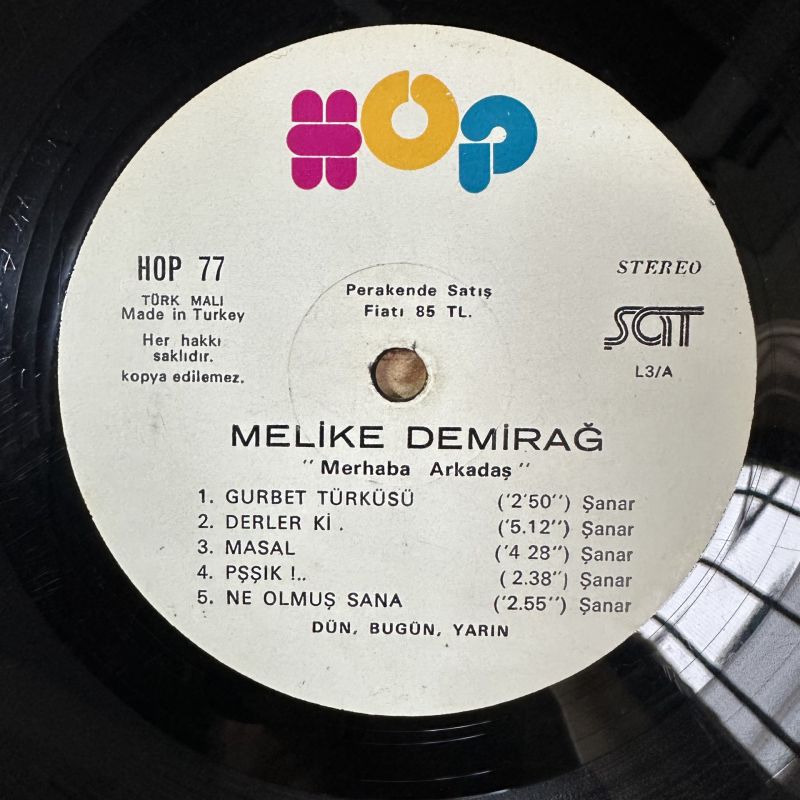 HOP
HOP 77
TÜRK MALI
Made in Turkey
Her hakkı
saklıdır.
kopya edilemez.
Perakende Satış
Fiatı 85 TL.
STEREO
ŞAT
L3/A
MELİKE DEMİRAĞ
"Merhaba Arkadaş"
1. GURBET TÜRKÜSÜ ('2'50'') Şanar
2. DERLER Kİ . ('5.12'') Şanar
3. MASAL ('4 28'') Şanar
4. PŞŞIK !.. ( 2.38'') Şanar
5. NE OLMUŞ SANA ('2.55'') Şanar
DÜN, BUGÜN, YARIN